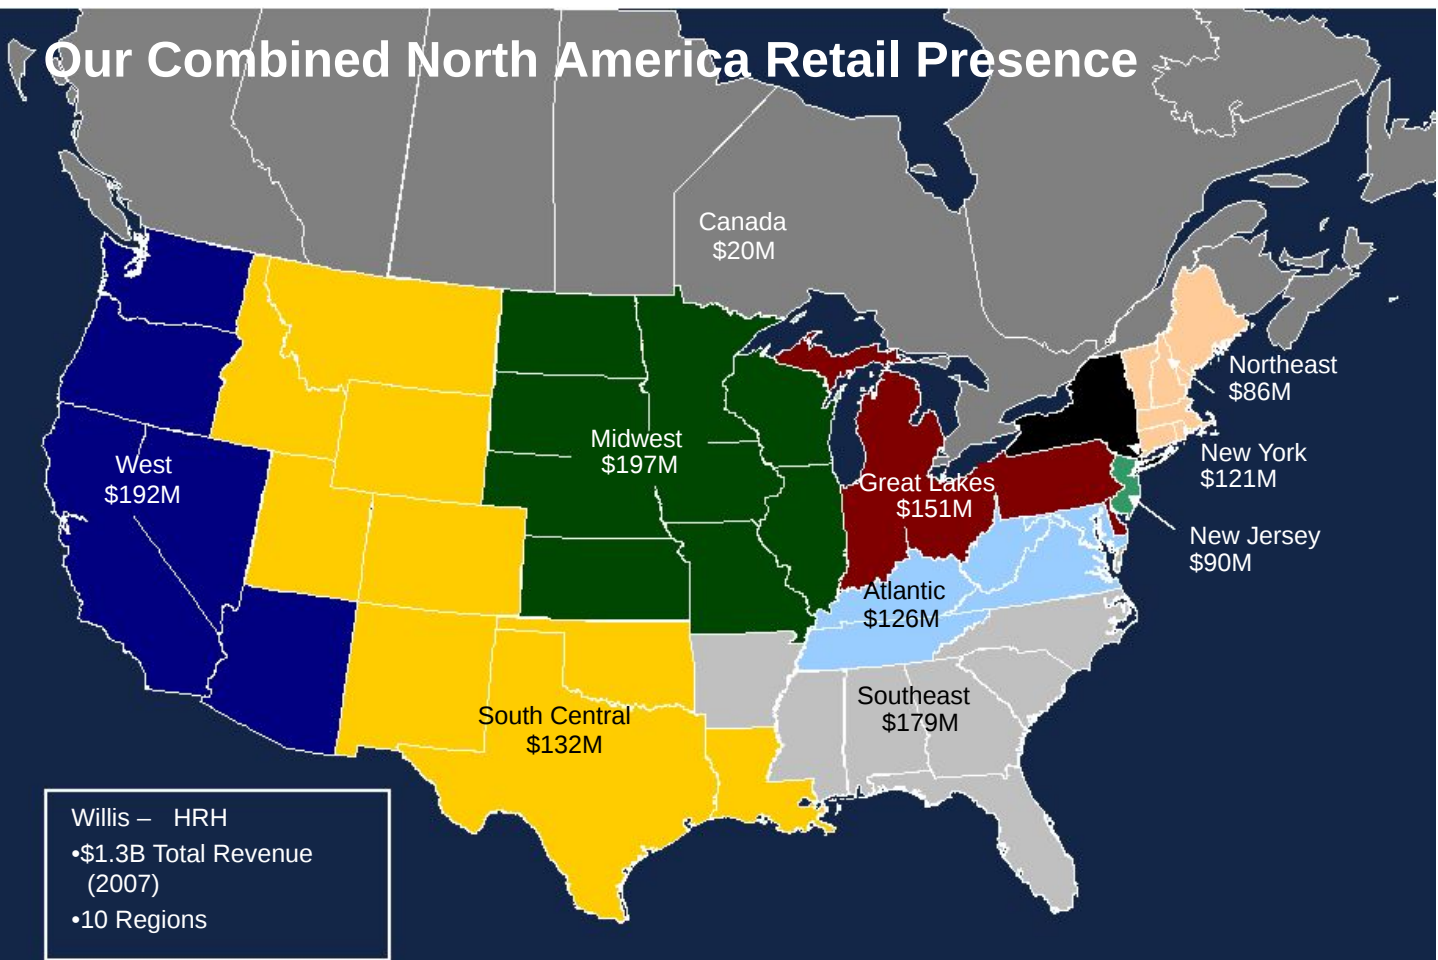 Our Combined North America Retail Presence
Canada
$20M
Northeast
$86M
Midwest
$197M
New York
$121M
West
$192M
Great Lakes
$151M
New Jersey
$90M
Atlantic
$126M
Southeast
$179M
South Central
$132M
Willis – HRH
•$1.3B Total Revenue
(2007)
•10 Regions